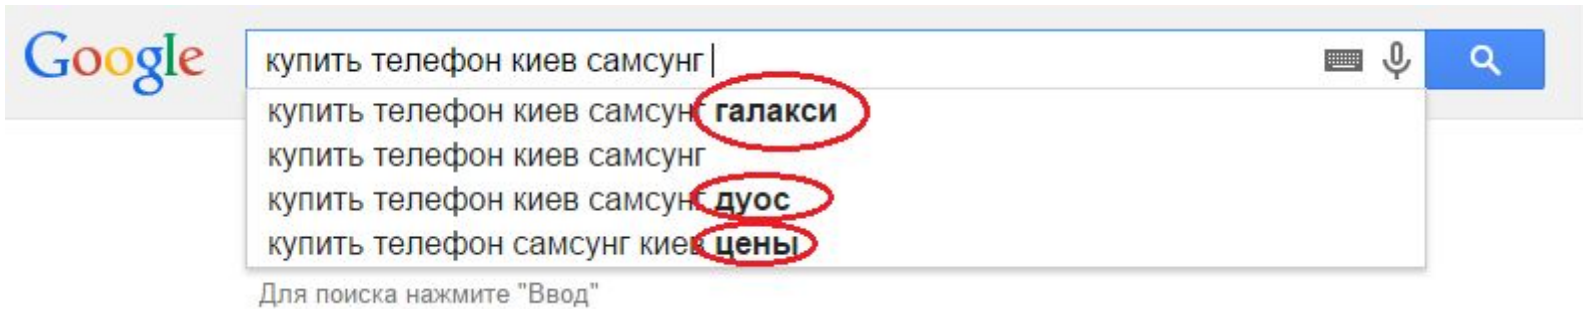 Google
купить телефон киев самсунг
купить телефон киев самсунг галакси
купить телефон киев самсунг
купить телефон киев самсунг дуос
купить телефон самсунг киев цены
Для поиска нажмите "Ввод"